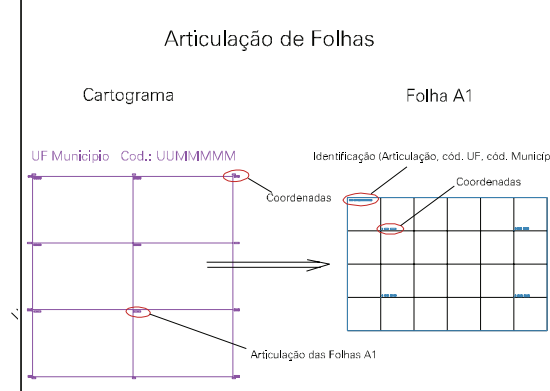 Articulação de Folhas
Cartograma
Folha A1
UF Municipio Cod.: UUMMMMM
Identificação (Articulação, cód. UF, cód. Municíp
Coordenadas
Coordenadas
Articulação das Folhas A1